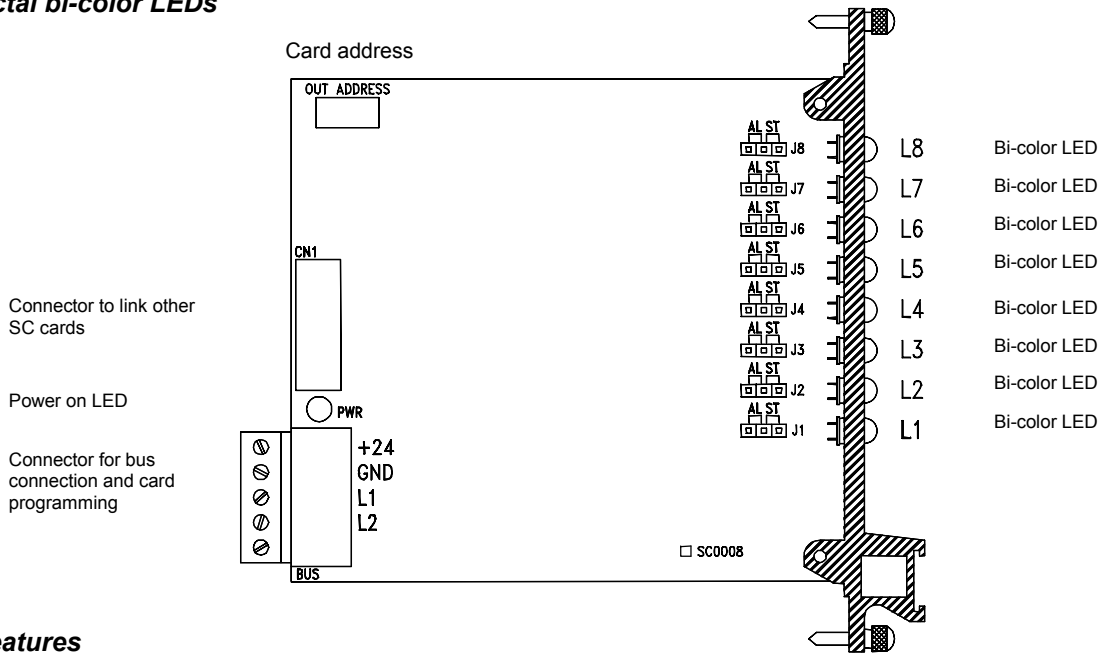 bi-color LEDs
Card address
OUT ADDRESS
AL ST
J8
L8
Bi-color LED
AL ST
J7
L7
Bi-color LED
AL ST
J6
L6
Bi-color LED
CN1
AL ST
J5
L5
Bi-color LED
Connector to link other
SC cards
AL ST
J4
L4
Bi-color LED
AL ST
J3
L3
Bi-color LED
Power on LED
PWR
AL ST
J2
L2
Bi-color LED
AL ST
J1
L1
Bi-color LED
Connector for bus
connection and card
programming
+24
GND
L1
L2
BUS
SC0008